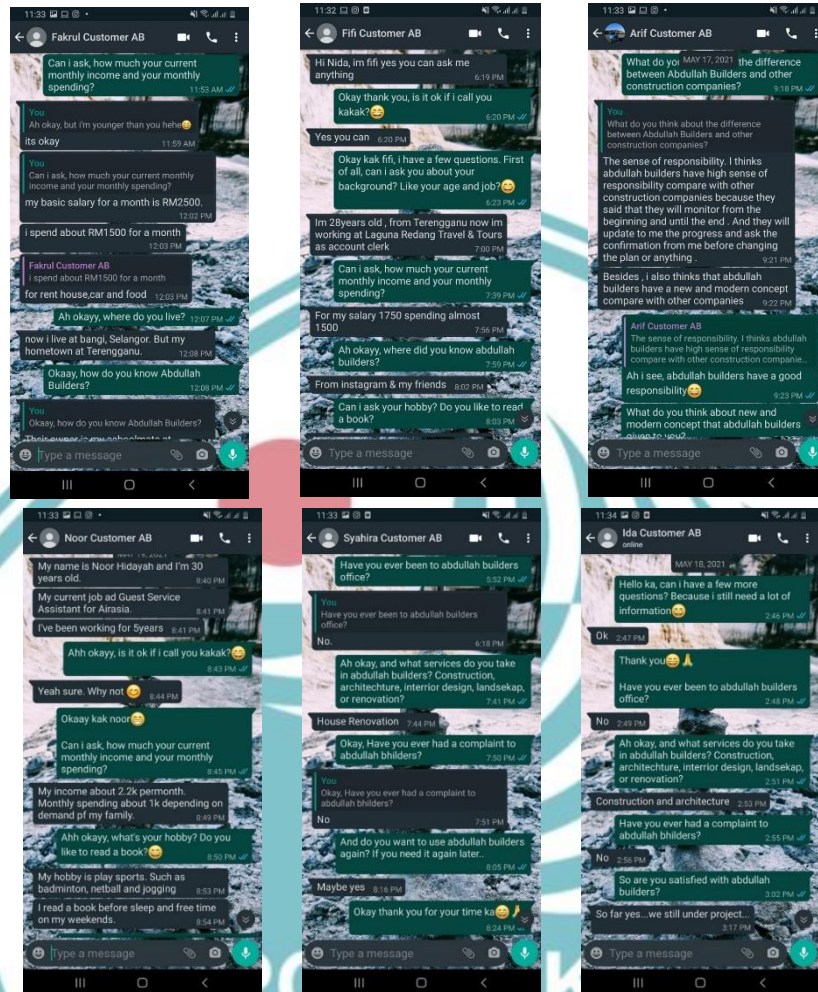 11:33
Fakrul Customer AB
Can i ask, how much your current
monthly income and your monthly
spending?
11:53 AM
You
Ah okay, but i'm younger than you hehe😅
its okay
11:59 AM
You
Can i ask, how much your current
monthly income and your monthly
spending?
my basic salary for a month is RM2500.
12:02 PM
i spend about RM1500 for a month
12:03 PM
Fakrul Customer AB
i spend about RM1500 for a month
for rent house,car and food 12:03 PM
Ah okayy, where do you live? 12:07 PM
now i live at bangi, Selangor. But my
hometown at Terengganu. 12:08 PM
Okaay, how do you know Abdullah
Builders? 12:08 PM
You
Okaay, how do you know Abdullah Builders?
Type a message
11:32
Fifi Customer AB
Hi Nida, im fifi yes you can ask me
anything 6:19 PM
Okay thank you, is it ok if i call you
kakak?😅 6:20 PM
Yes you can 6:20 PM
Okay kak fifi, i have a few questions. First
of all, can i ask you about your
background? Like your age and job?😅
6:23 PM
Im 28years old , from Terengganu now im
working at Laguna Redang Travel & Tours
as account clerk 7:00 PM
Can i ask, how much your current
monthly income and your monthly
spending? 7:39 PM
For my salary 1750 spending almost
1500 7:56 PM
Ah okayy, where did you know abdullah
builders? 7:59 PM
From instagram & my friends 8:02 PM
Can i ask your hobby? Do you like to read
a book? 8:03 PM
Type a message
11:33
Arif Customer AB
MAY 17, 2021
What do you the difference
between Abdullah Builders and other
construction companies? 9:18 PM
You
What do you think about the difference
between Abdullah Builders and other
construction companies?
The sense of responsibility. I thinks
abdullah builders have high sense of
responsibility compare with other
construction companies because they
said that they will monitor from the
beginning and until the end . And they will
update to me the progress and ask the
confirmation from me before changing
the plan or anything . 9:21 PM
Besides , i also thinks that abdullah
builders have a new and modern concept
compare with other companies 9:22 PM
Arif Customer AB
The sense of responsibility. I thinks abdullah
builders have high sense of responsibility
compare with other construction companie...
Ah i see, abdullah builders have a good
responsibility😅 9:23 PM
What do you think about new and
modern concept that abdullah builders
Type a message
11:33
Noor Customer AB
MAY 19, 2021
My name is Noor Hidayah and I'm 30
years old. 8:40 PM
My current job ad Guest Service
Assistant for Airasia. 8:41 PM
I've been working for 5years 8:41 PM
Ahh okayy, is it ok if i call you kakak?😅
8:43 PM
Yeah sure. Why not 😊 8:44 PM
Okaay kak noor😁
Can i ask, how much your current
monthly income and your monthly
spending? 8:45 PM
My income about 2.2k permonth.
Monthly spending about 1k depending on
demand pf my family. 8:49 PM
Ahh okayy, what's your hobby? Do you
like to read a book?😅 8:50 PM
My hobby is play sports. Such as
badminton, netball and jogging 8:53 PM
I read a book before sleep and free time
on my weekends. 8:54 PM
Type a message
11:33
Syahira Customer AB
Have you ever been to abdullah builders
office? 5:52 PM
You
Have you ever been to abdullah builders
office?
No. 6:18 PM
Ah okay, and what services do you take
in abdullah builders? Construction,
architechture, interrior design, landsekap,
or renovation? 7:41 PM
House Renovation 7:44 PM
Okay, Have you ever had a complaint to
abdullah bhilders? 7:50 PM
You
Okay, Have you ever had a complaint to
abdullah bhilders?
No 7:51 PM
And do you want to use abdullah builders
again? If you need it again later..
8:05 PM
Maybe yes 8:16 PM
Okay thank you for your time ka😄🙏
8:24 PM
Type a message
11:34
Ida Customer AB
online
MAY 18, 2021
Hello ka, can i have a few more
questions? Because i still need a lot of
information😅 2:46 PM
Ok 2:47 PM
Thank you😄🙏
Have you ever been to abdullah builders
office? 2:48 PM
No 2:49 PM
Ah okay, and what services do you take
in abdullah builders? Construction,
architechture, interrior design, landsekap,
or renovation? 2:51 PM
Construction and architecture 2:53 PM
Have you ever had a complaint to
abdullah bhilders? 2:55 PM
No 2:56 PM
So are you satisfied with abdullah
builders? 3:02 PM
So far yes...we still under project...
3:17 PM
Type a message